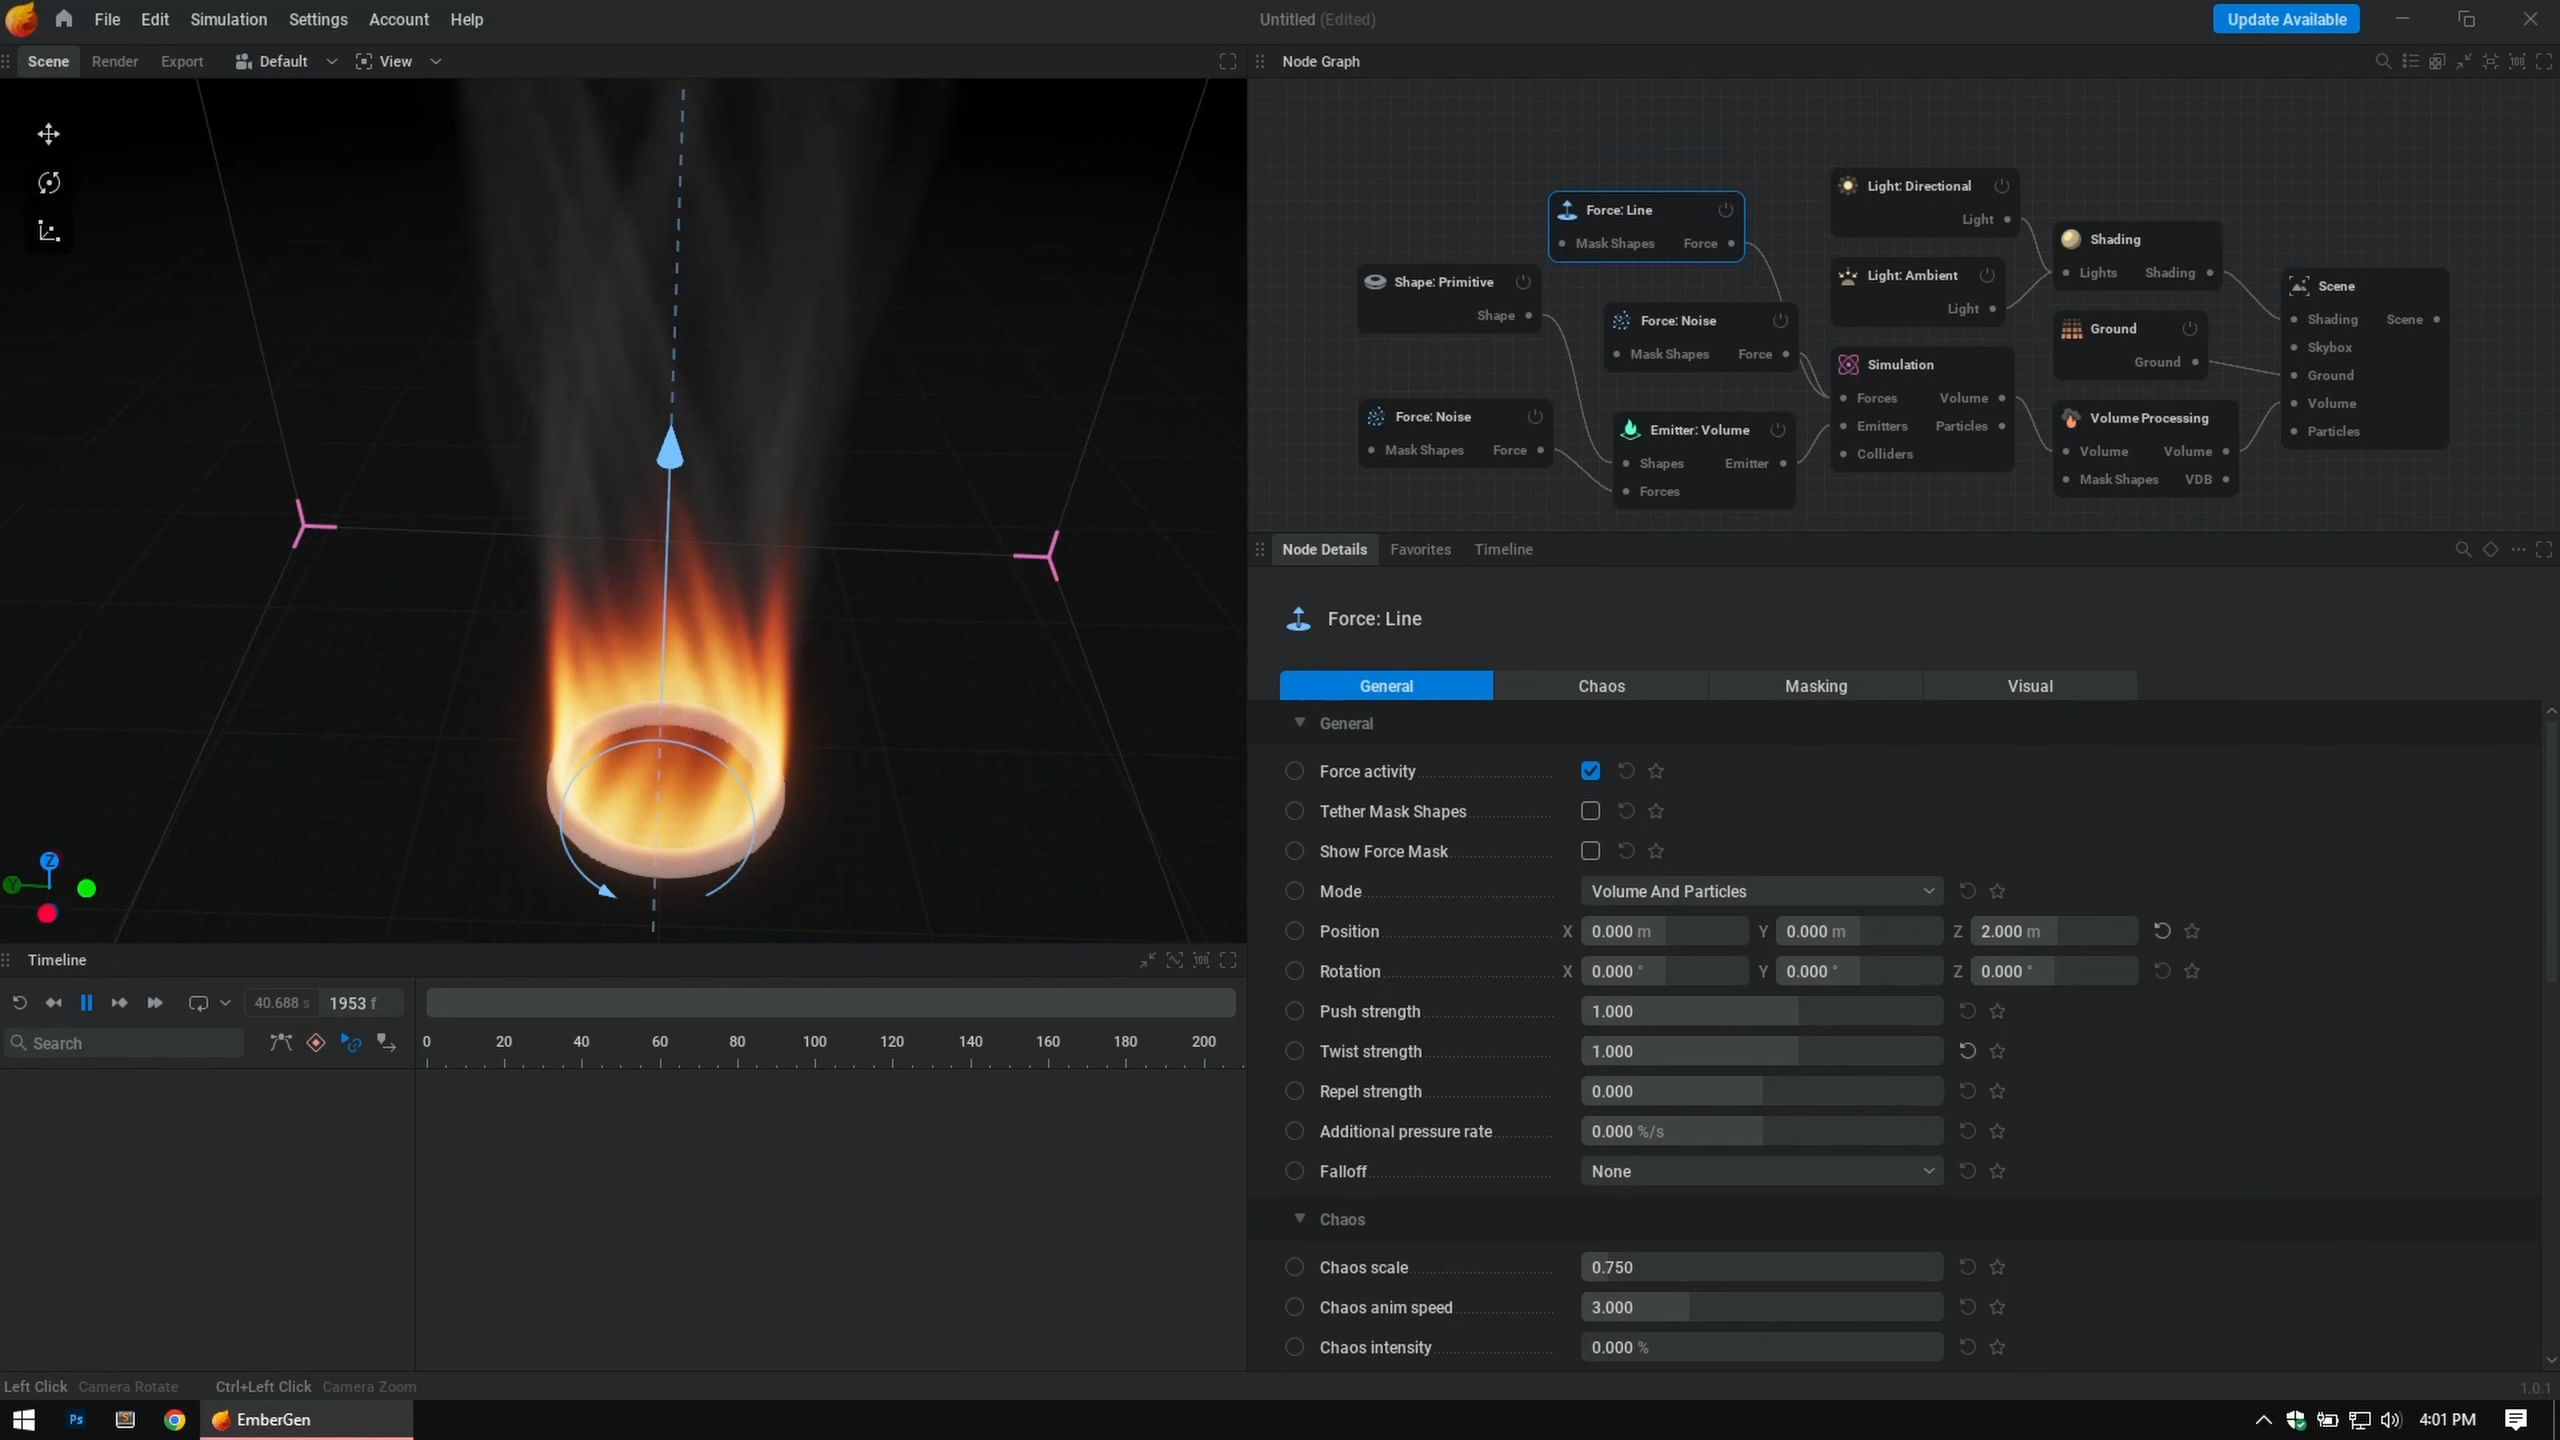 File Edit Simulation Settings Account Help
Untitled (Edited)
Update Available
Scene Render Export Default View
Node Graph
Light: Directional
Light
Force: Line
Mask Shapes Force
Shading
Lights Shading
Light: Ambient
Light
Shape: Primitive
Shape
Scene
Shading Scene
Skybox
Ground
Volume
Particles
Force: Noise
Mask Shapes Force
Ground
Ground
Simulation
Forces Volume
Emitters Particles
Colliders
Force: Noise
Mask Shapes Force
Emitter: Volume
Shapes Emitter
Forces
Volume Processing
Volume Volume
Mask Shapes VDB
Node Details Favorites Timeline
Force: Line
General Chaos Masking Visual
General
Force activity
Tether Mask Shapes
Show Force Mask
Mode Volume And Particles
Position X 0.000 m Y 0.000 m Z 2.000 m
Rotation X 0.000 ° Y 0.000 ° Z 0.000 °
Push strength 1.000
Twist strength 1.000
Repel strength 0.000
Additional pressure rate 0.000 %/s
Falloff None
Chaos
Chaos scale 0.750
Chaos anim speed 3.000
Chaos intensity 0.000 %
Z
Y
Timeline
40.688 s 1953 f
Search
0 20 40 60 80 100 120 140 160 180 200
Left Click Camera Rotate Ctrl+Left Click Camera Zoom
1.0.1
Ps
EmberGen
4:01 PM